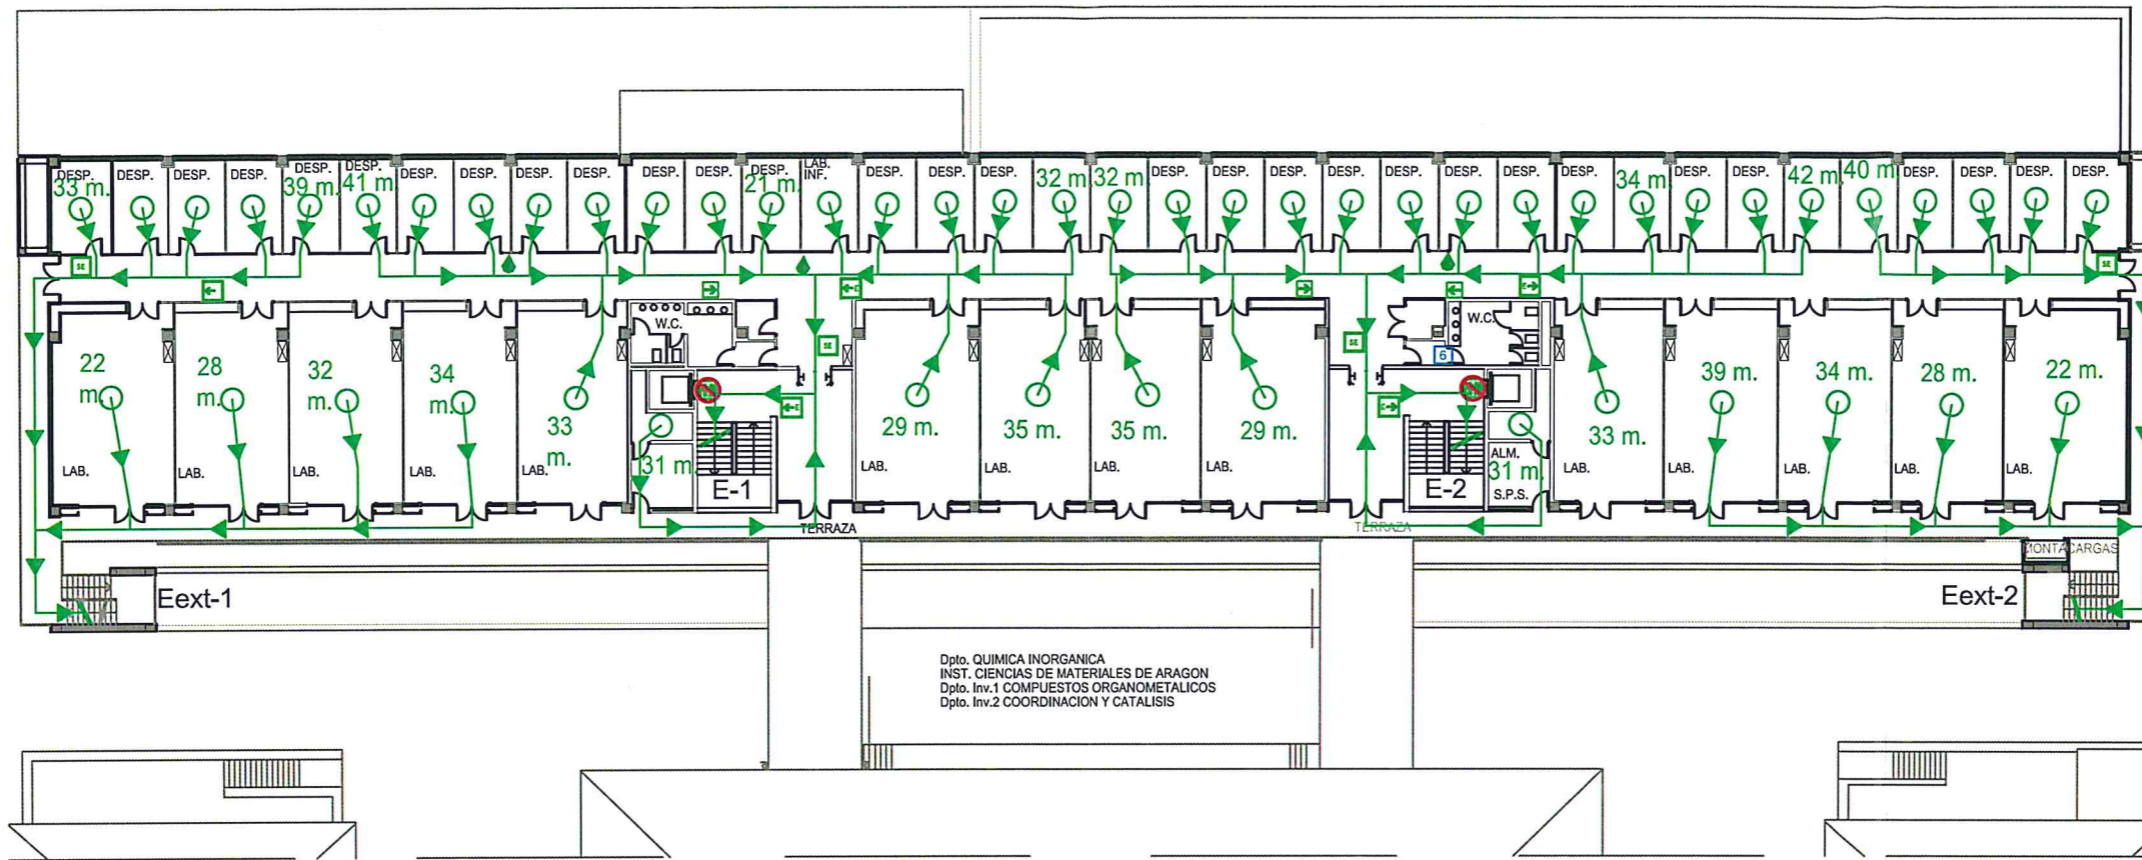 DESP.
33 m.
DESP.
DESP.
DESP.
DESP.
39 m.
DESP.
41 m.
DESP.
DESP.
DESP.
DESP.
DESP.
DESP.
DESP.
21 m.
LAB.
INF.
DESP.
DESP.
DESP.
32 m.
32 m.
DESP.
DESP.
DESP.
DESP.
DESP.
DESP.
DESP.
DESP.
34 m.
DESP.
DESP.
42 m.
40 m.
DESP.
DESP.
DESP.
DESP.
SE
SE
E
E
W.C.
W.C.
SE
SE
6
22
m.
28
m.
32
m.
34
m.
33
m.
E
E
29 m.
35 m.
35 m.
29 m.
33 m.
39 m.
34 m.
28 m.
22 m.
LAB.
LAB.
LAB.
LAB.
LAB.
31 m.
E-1
LAB.
LAB.
LAB.
LAB.
E-2
ALM.
31 m.
S.P.S.
LAB.
LAB.
LAB.
LAB.
LAB.
TERRAZA
TERRAZA
MONTACARGAS
Eext-1
Eext-2
Dpto. QUIMICA INORGANICA
INST. CIENCIAS DE MATERIALES DE ARAGON
Dpto. Inv.1 COMPUESTOS ORGANOMETALICOS
Dpto. Inv.2 COORDINACION Y CATALISIS